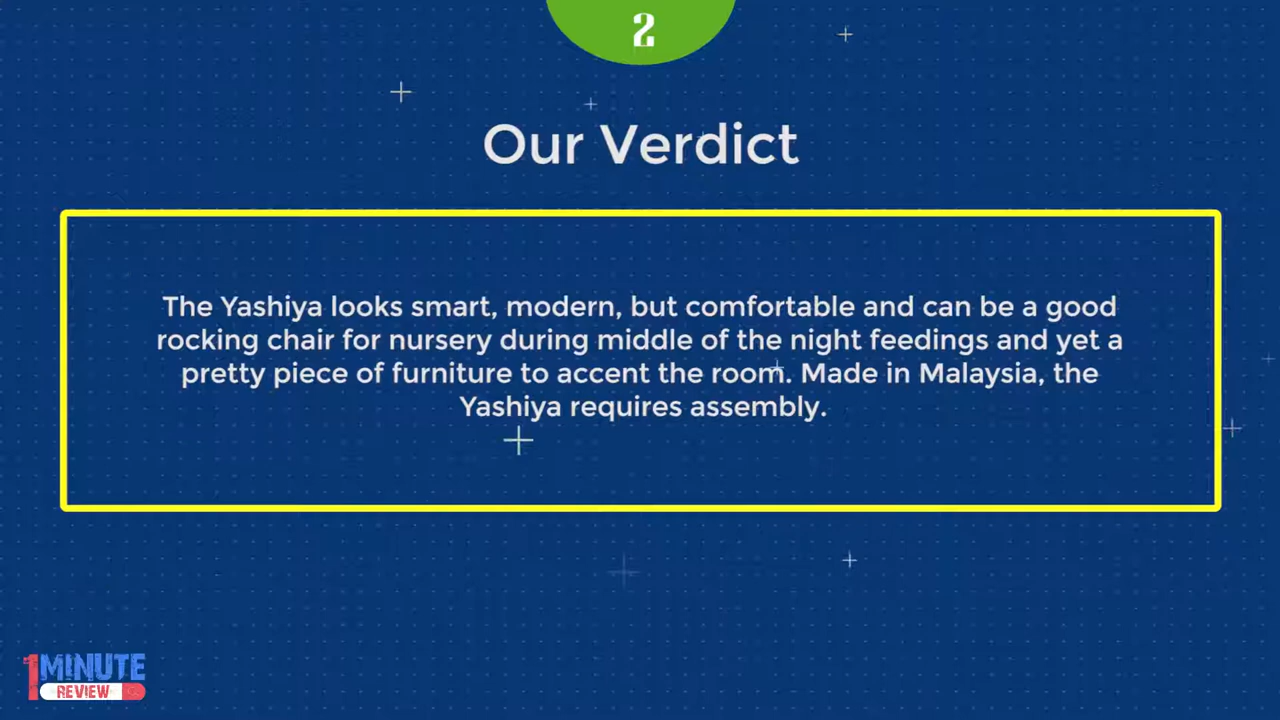 2
Our Verdict
The Yashiya looks smart, modern, but comfortable and can be a good
rocking chair for nursery during middle of the night feedings and yet a
pretty piece of furniture to accent the room. Made in Malaysia, the
Yashiya requires assembly.
1MINUTE
REVIEW